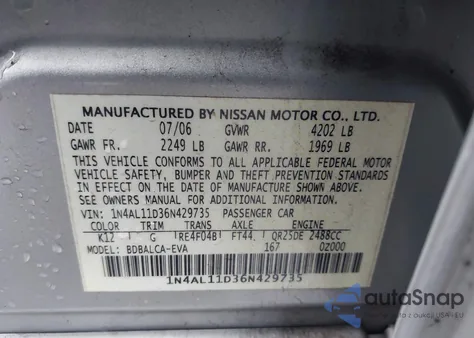 MANUFACTURED BY NISSAN MOTOR CO., LTD.
DATE 07/06 GVWR 4202 LB
GAWR FR. 2249 LB GAWR RR. 1969 LB
THIS VEHICLE CONFORMS TO ALL APPLICABLE FEDERAL MOTOR
VEHICLE SAFETY, BUMPER AND THEFT PREVENTION STANDARDS
IN EFFECT ON THE DATE OF MANUFACTURE SHOWN ABOVE.
SEE OWNERS MANUAL FOR ADDITIONAL INFORMATION.
VIN: 1N4AL11D36N429735 PASSENGER CAR
COLOR TRIM TRANS AXLE ENGINE
K12 G RE4F04B FT44 QR25DE 2488CC
MODEL: BDBALCA-EVA 167 02000
1N4AL11D36N429735
autaSnap